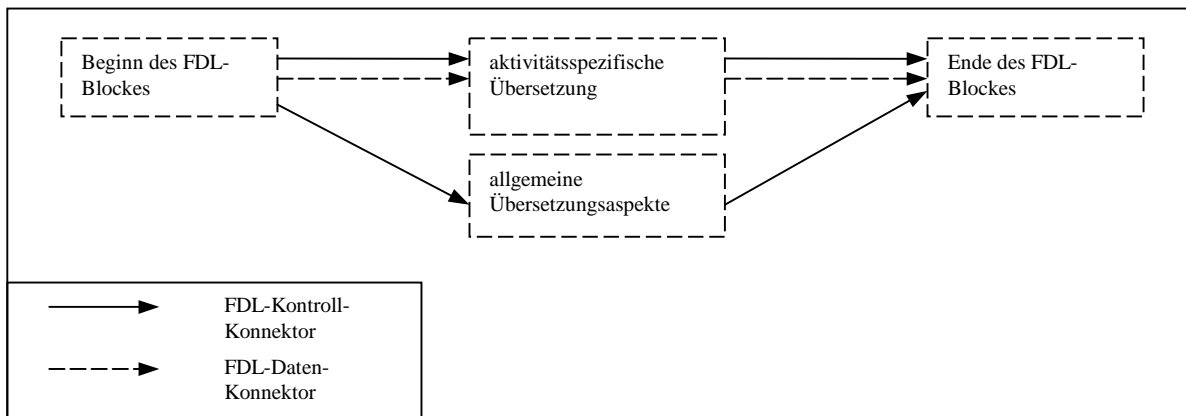 Beginn des FDL-
Blockes
aktivitätsspezifische
Übersetzung
Ende des FDL-
Blockes
allgemeine
Übersetzungsaspekte
FDL-Kontroll-
Konnektor
FDL-Daten-
Konnektor